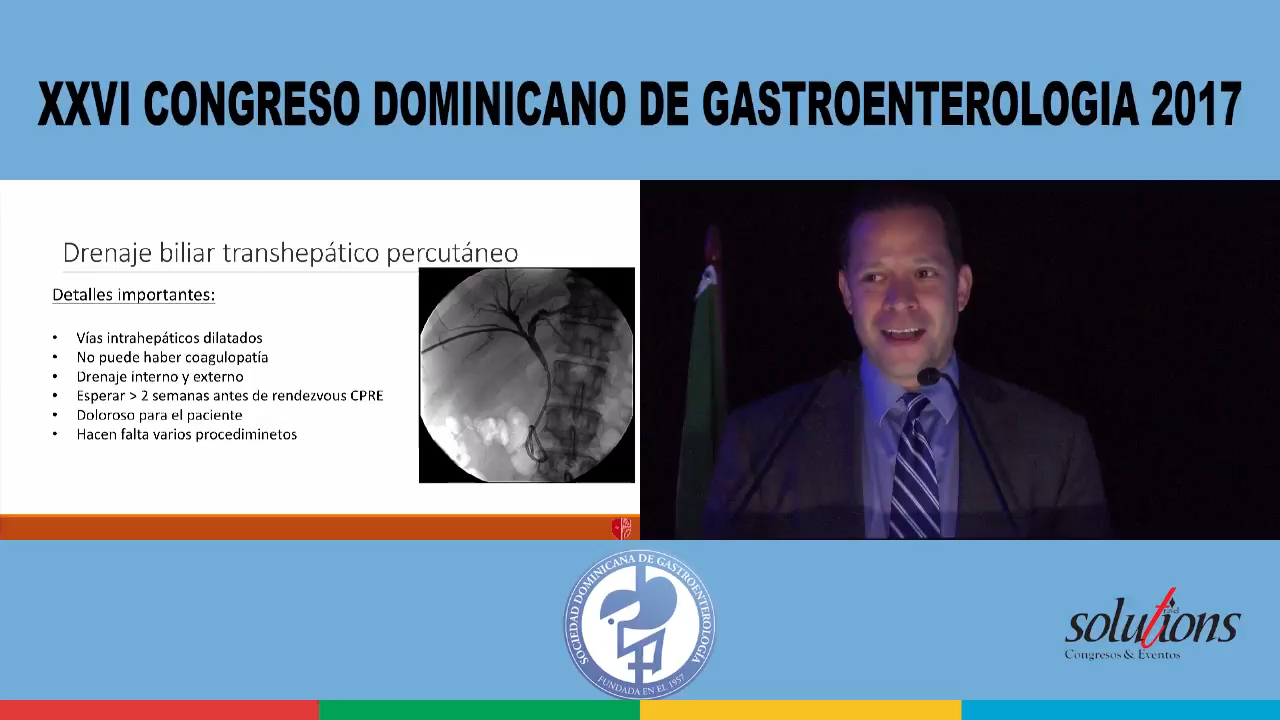 XXVI CONGRESO DOMINICANO DE GASTROENTEROLOGIA 2017
Drenaje biliar transhepático percutáneo
Detalles importantes:
• Vías intrahepáticos dilatados
• No puede haber coagulopatía
• Drenaje interno y externo
• Esperar > 2 semanas antes de rendezvous CPRE
• Doloroso para el paciente
• Hacen falta varios procediminetos
SOCIEDAD DOMINICANA DE GASTROENTEROLOGÍA
FUNDADA EN EL 1957
solutions
travel
Congresos & Eventos